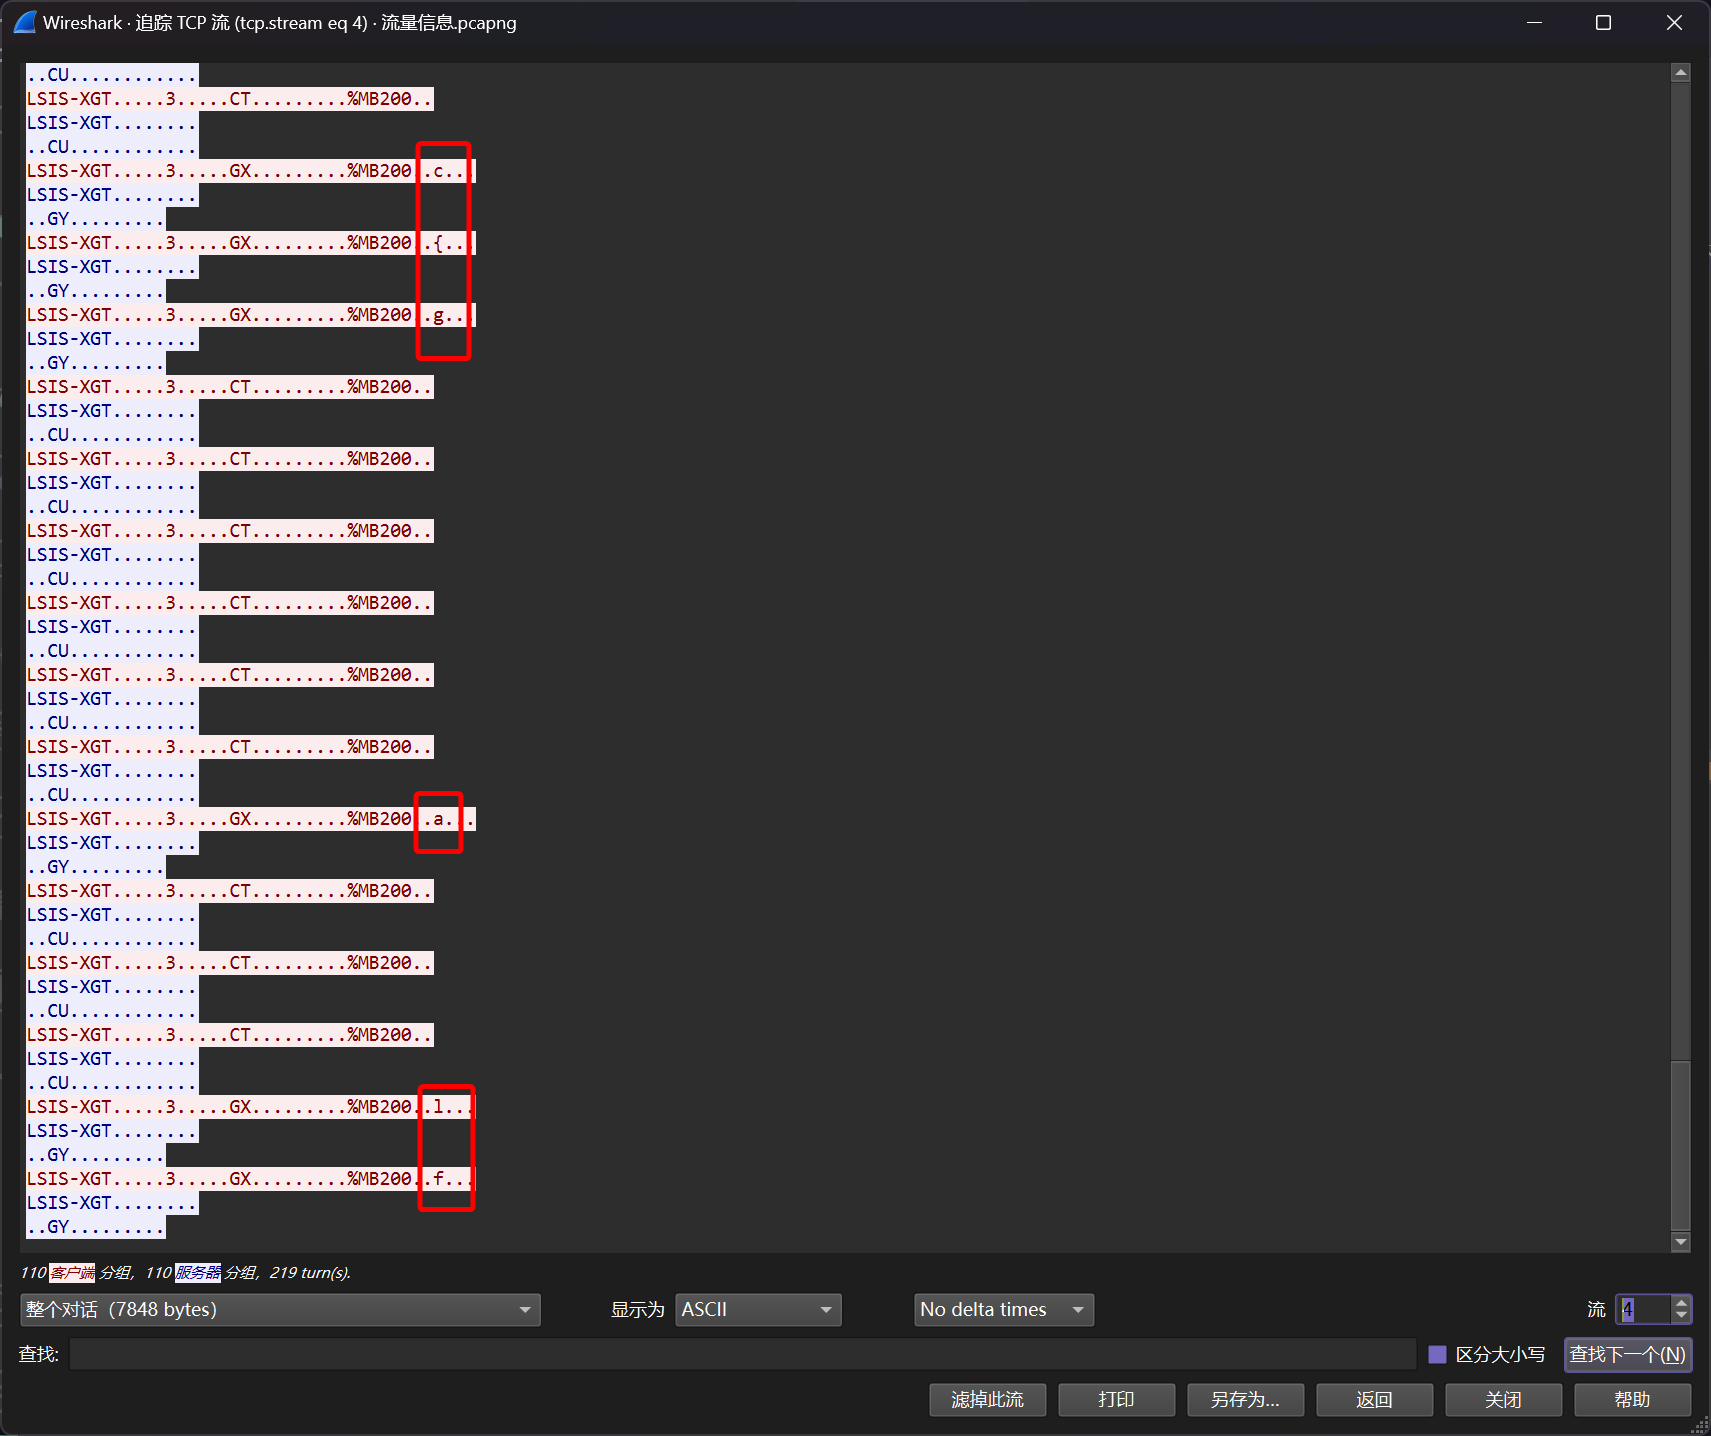 Wireshark · 追踪 TCP 流 (tcp.stream eq 4) · 流量信息.pcapng
..CU............
LSIS-XGT.....3.....CT.........%MB200..
LSIS-XGT........
..CU............
LSIS-XGT.....3.....GX.........%MB200..c...
LSIS-XGT........
..GY.........
LSIS-XGT.....3.....GX.........%MB200..{...
LSIS-XGT........
..GY.........
LSIS-XGT.....3.....GX.........%MB200..g...
LSIS-XGT........
..GY.........
LSIS-XGT.....3.....CT.........%MB200..
LSIS-XGT........
..CU............
LSIS-XGT.....3.....CT.........%MB200..
LSIS-XGT........
..CU............
LSIS-XGT.....3.....CT.........%MB200..
LSIS-XGT........
..CU............
LSIS-XGT.....3.....CT.........%MB200..
LSIS-XGT........
..CU............
LSIS-XGT.....3.....CT.........%MB200..
LSIS-XGT........
..CU............
LSIS-XGT.....3.....CT.........%MB200..
LSIS-XGT........
..CU............
LSIS-XGT.....3.....GX.........%MB200..a...
LSIS-XGT........
..GY.........
LSIS-XGT.....3.....CT.........%MB200..
LSIS-XGT........
..CU............
LSIS-XGT.....3.....CT.........%MB200..
LSIS-XGT........
..CU............
LSIS-XGT.....3.....CT.........%MB200..
LSIS-XGT........
..CU............
LSIS-XGT.....3.....GX.........%MB200..l...
LSIS-XGT........
..GY.........
LSIS-XGT.....3.....GX.........%MB200..f...
LSIS-XGT........
..GY.........
110 客户端 分组，110 服务器 分组，219 turn(s).
整个对话（7848 bytes） 显示为 ASCII No delta times 流 4
查找: 区分大小写 查找下一个(N)
滤掉此流 打印 另存为... 返回 关闭 帮助